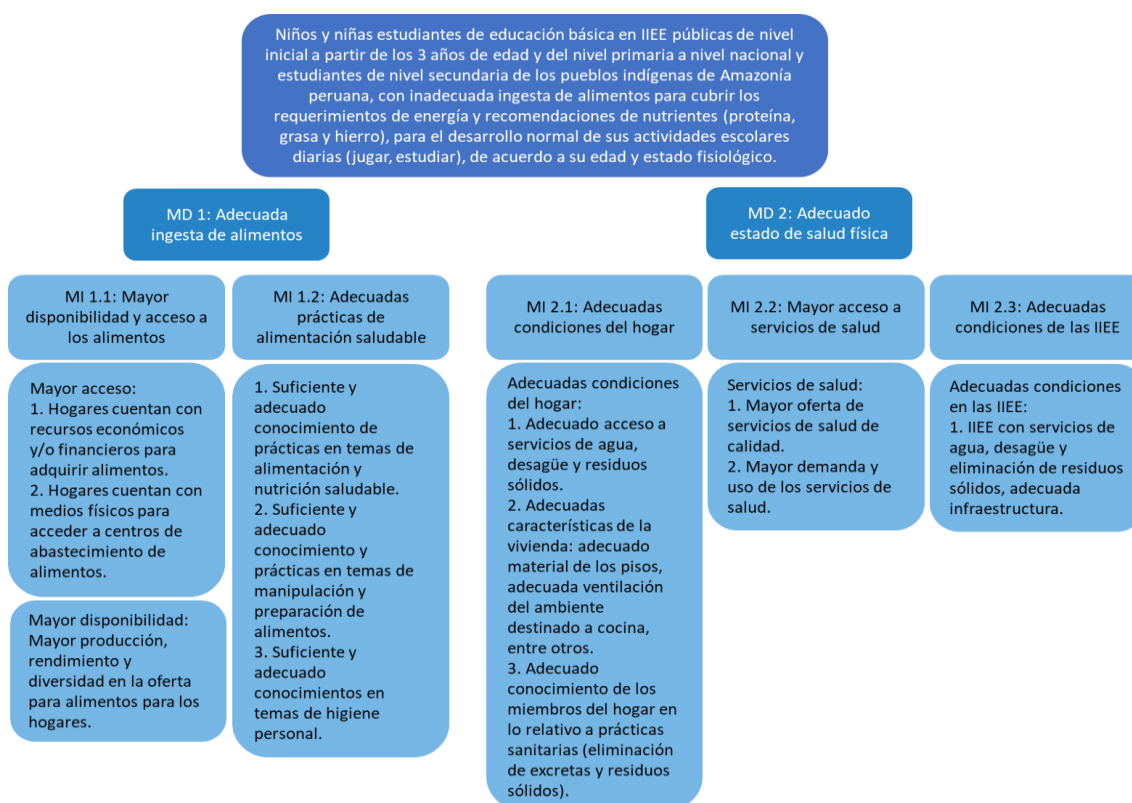 Niños y niñas estudiantes de educación básica en IIEE públicas de nivel
inicial a partir de los 3 años de edad y del nivel primaria a nivel nacional y
estudiantes de nivel secundaria de los pueblos indígenas de Amazonía
peruana, con inadecuada ingesta de alimentos para cubrir los
requerimientos de energía y recomendaciones de nutrientes (proteína,
grasa y hierro), para el desarrollo normal de sus actividades escolares
diarias (jugar, estudiar), de acuerdo a su edad y estado fisiológico.
MD 1: Adecuada
ingesta de alimentos
MD 2: Adecuado
estado de salud física
MI 1.1: Mayor
disponibilidad y acceso a
los alimentos
MI 1.2: Adecuadas
prácticas de
alimentación saludable
MI 2.1: Adecuadas
condiciones del hogar
MI 2.2: Mayor acceso a
servicios de salud
MI 2.3: Adecuadas
condiciones de las IIEE
Mayor acceso:
1. Hogares cuentan con
recursos económicos
y/o financieros para
adquirir alimentos.
2. Hogares cuentan con
medios físicos para
acceder a centros de
abastecimiento de
alimentos.
Mayor disponibilidad:
Mayor producción,
rendimiento y
diversidad en la oferta
para alimentos para los
hogares.
1. Suficiente y
adecuado
conocimiento de
prácticas en temas de
alimentación y
nutrición saludable.
2. Suficiente y
adecuado
conocimiento y
prácticas en temas de
manipulación y
preparación de
alimentos.
3. Suficiente y
adecuado
conocimientos en
temas de higiene
personal.
Adecuadas condiciones
del hogar:
1. Adecuado acceso a
servicios de agua,
desagüe y residuos
sólidos.
2. Adecuadas
características de la
vivienda: adecuado
material de los pisos,
adecuada ventilación
del ambiente
destinado a cocina,
entre otros.
3. Adecuado
conocimiento de los
miembros del hogar en
lo relativo a prácticas
sanitarias (eliminación
de excretas y residuos
sólidos).
Servicios de salud:
1. Mayor oferta de
servicios de salud de
calidad.
2. Mayor demanda y
uso de los servicios de
salud.
Adecuadas condiciones
en las IIEE:
1. IIEE con servicios de
agua, desagüe y
eliminación de residuos
sólidos, adecuada
infraestructura.